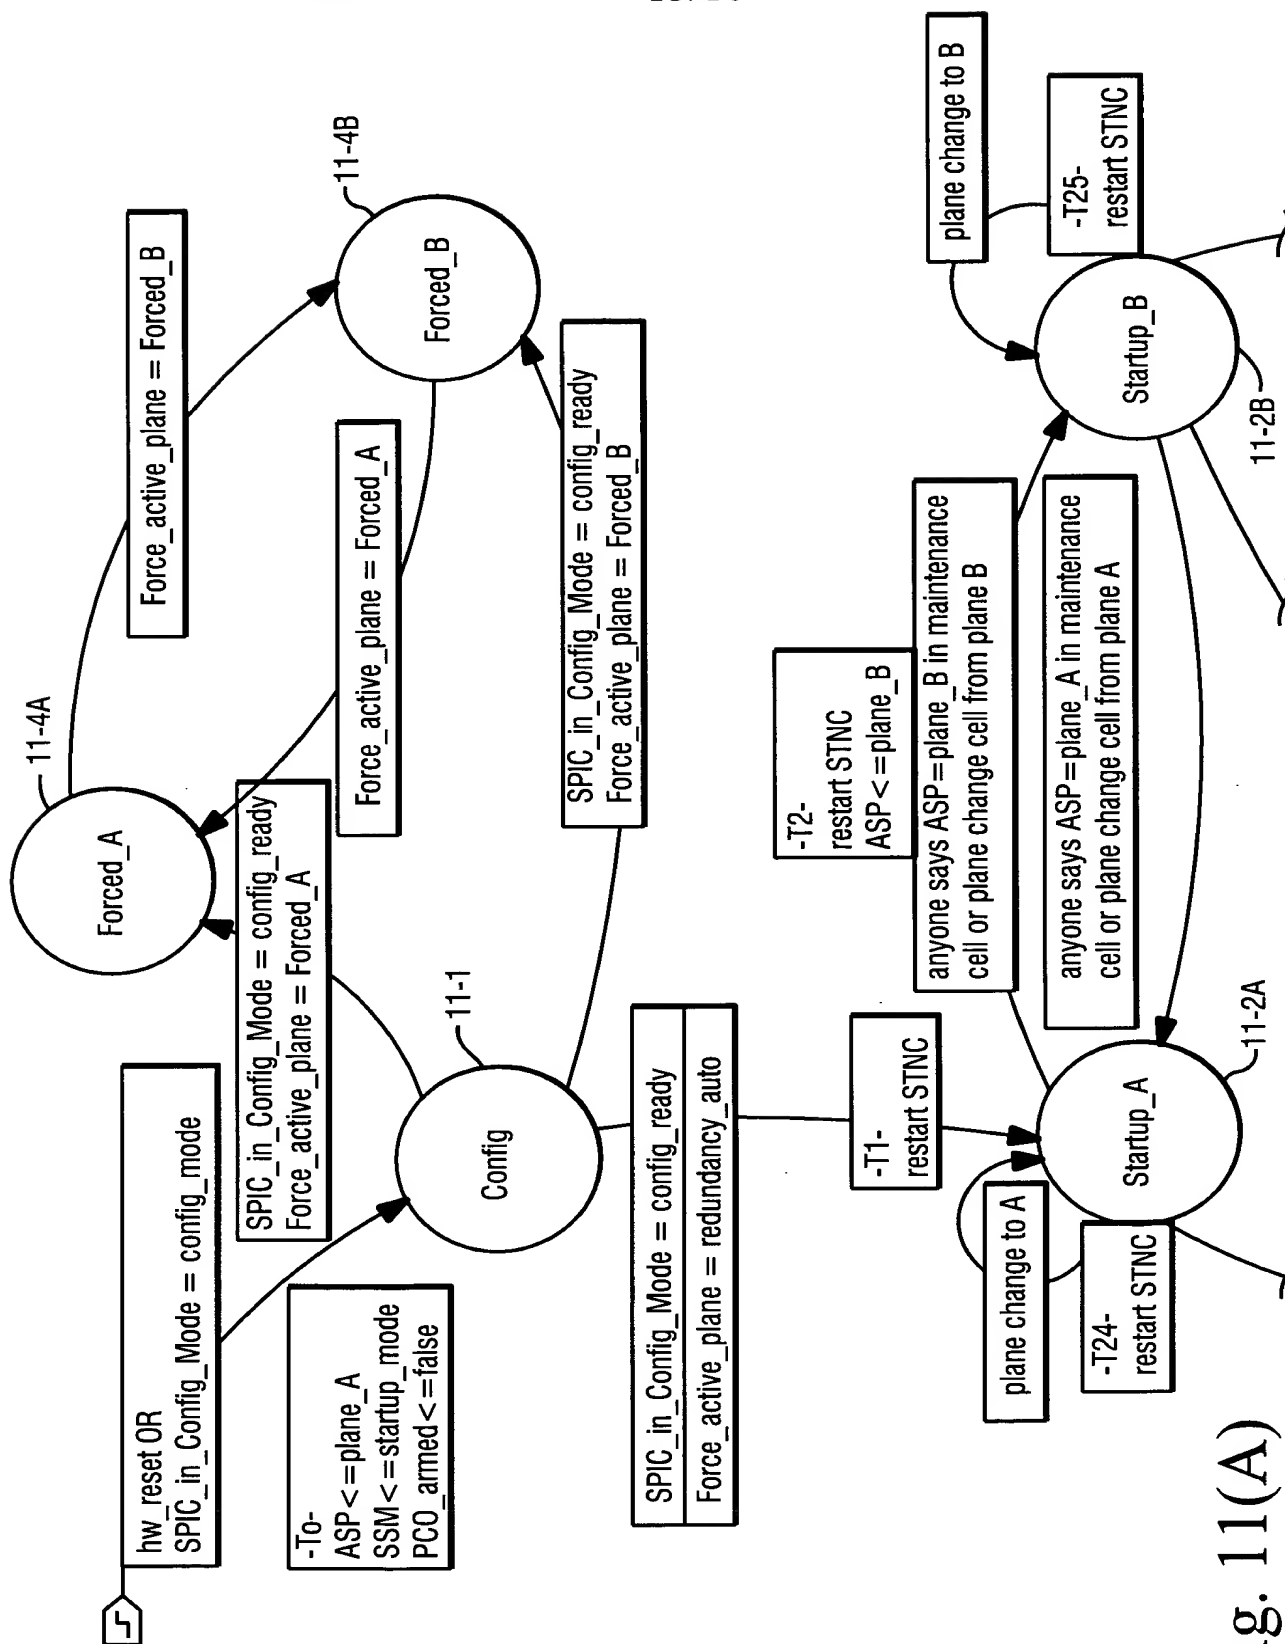 hw_reset OR
SPIC_in_Config_Mode = config_mode
-To-
ASP<=plane_A
SSM<=startup_mode
PCO_armed<=false
Config
11-1
SPIC_in_Config_Mode = config_ready
Force_active_plane = Forced_A
Forced_A
11-4A
Force_active_plane = Forced_B
Force_active_plane = Forced_A
Forced_B
11-4B
SPIC_in_Config_Mode = config_ready
Force_active_plane = Forced_B
SPIC_in_Config_Mode = config_ready
Force_active_plane = redundancy_auto
-T1-
restart STNC
plane change to A
-T24-
restart STNC
Startup_A
11-2A
-T2-
restart STNC
ASP<=plane_B
anyone says ASP=plane_B in maintenance
cell or plane change cell from plane B
anyone says ASP=plane_A in maintenance
cell or plane change cell from plane A
Startup_B
11-2B
plane change to B
-T25-
restart STNC
g. 11(A)